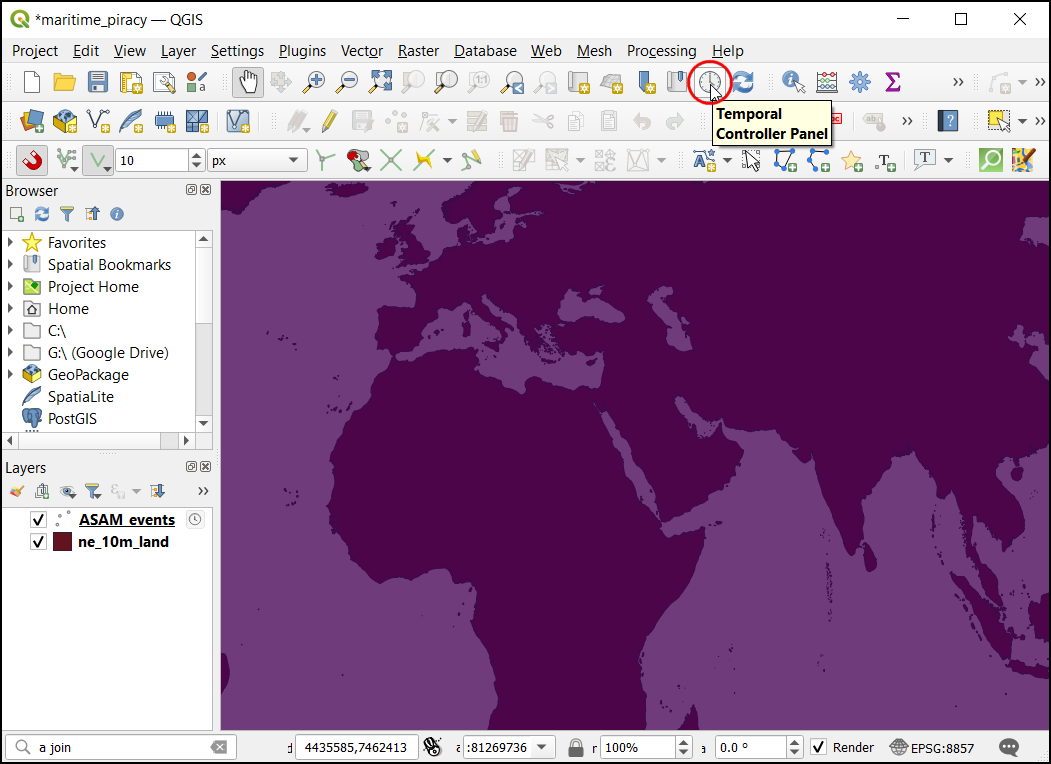 *maritime_piracy — QGIS
Project Edit View Layer Settings Plugins Vector Raster Database Web Mesh Processing Help
Temporal
Controller Panel
10 px
Browser
Favorites
Spatial Bookmarks
Project Home
Home
C:\
G:\ (Google Drive)
GeoPackage
SpatiaLite
PostGIS
Layers
ASAM_events
ne_10m_land
a join 4435585,7462413 :81269736 100% 0.0 ° Render EPSG:8857